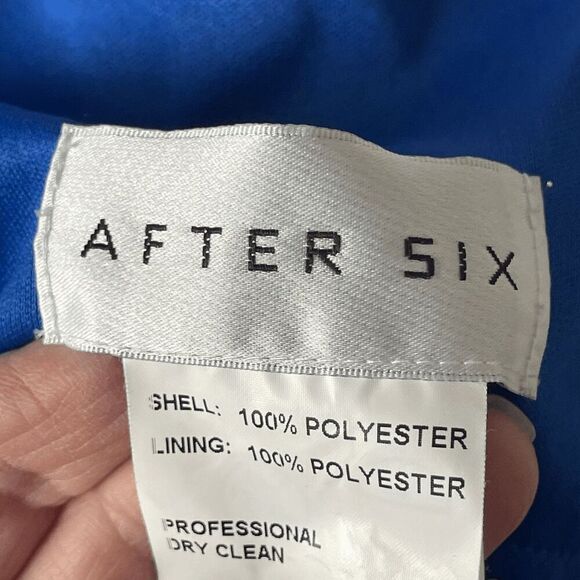 AFTER SIX
SHELL: 100% POLYESTER
LINING: 100% POLYESTER
PROFESSIONAL
DRY CLEAN